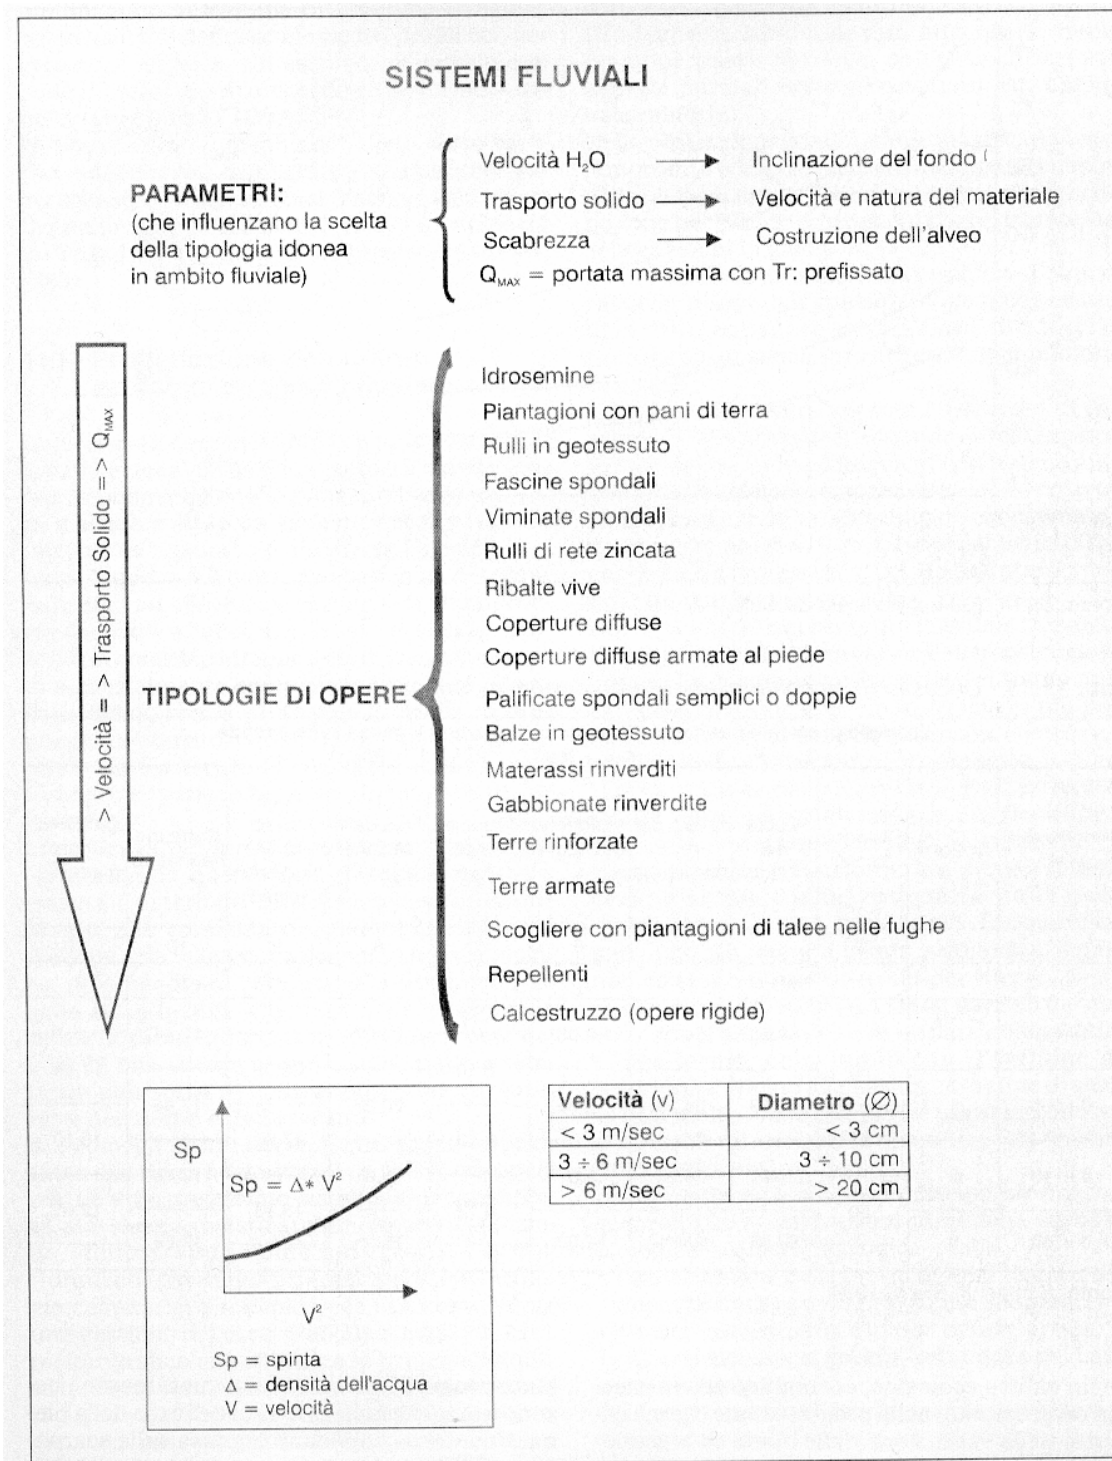 SISTEMI FLUVIALI
PARAMETRI:
(che influenzano la scelta
della tipologia idonea
in ambito fluviale)
Velocità H₂O → Inclinazione del fondo
Trasporto solido → Velocità e natura del materiale
Scabrezza → Costruzione dell'alveo
Q_MAX = portata massima con Tr: prefissato
> Velocità = > Trasporto Solido = > Q_MAX
TIPOLOGIE DI OPERE
Idrosemine
Piantagioni con pani di terra
Rulli in geotessuto
Fascine spondali
Viminate spondali
Rulli di rete zincata
Ribalte vive
Coperture diffuse
Coperture diffuse armate al piede
Palificate spondali semplici o doppie
Balze in geotessuto
Materassi rinverditi
Gabbionate rinverdite
Terre rinforzate
Terre armate
Scogliere con piantagioni di talee nelle fughe
Repellenti
Calcestruzzo (opere rigide)
Sp
Sp = Δ* V²
V²
Sp = spinta
Δ = densità dell'acqua
V = velocità
Velocità (v) Diametro (Ø)
< 3 m/sec < 3 cm
3 ÷ 6 m/sec 3 ÷ 10 cm
> 6 m/sec > 20 cm